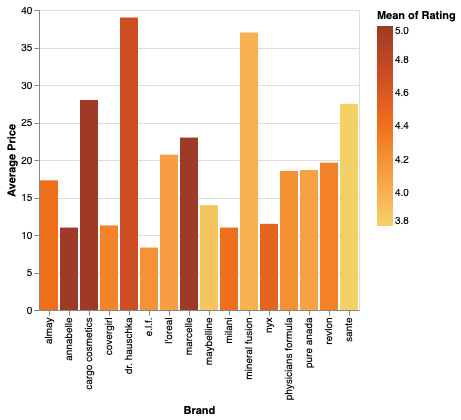 Mean of Rating
5.0
4.8
4.6
4.4
4.2
4.0
3.8
Average Price
40
35
30
25
20
15
10
5
0
almay
annabelle
cargo cosmetics
covergirl
dr. hauschka
e.l.f.
l'oreal
marcelle
maybelline
milani
mineral fusion
nyx
physicians formula
pure anada
revlon
sante
Brand